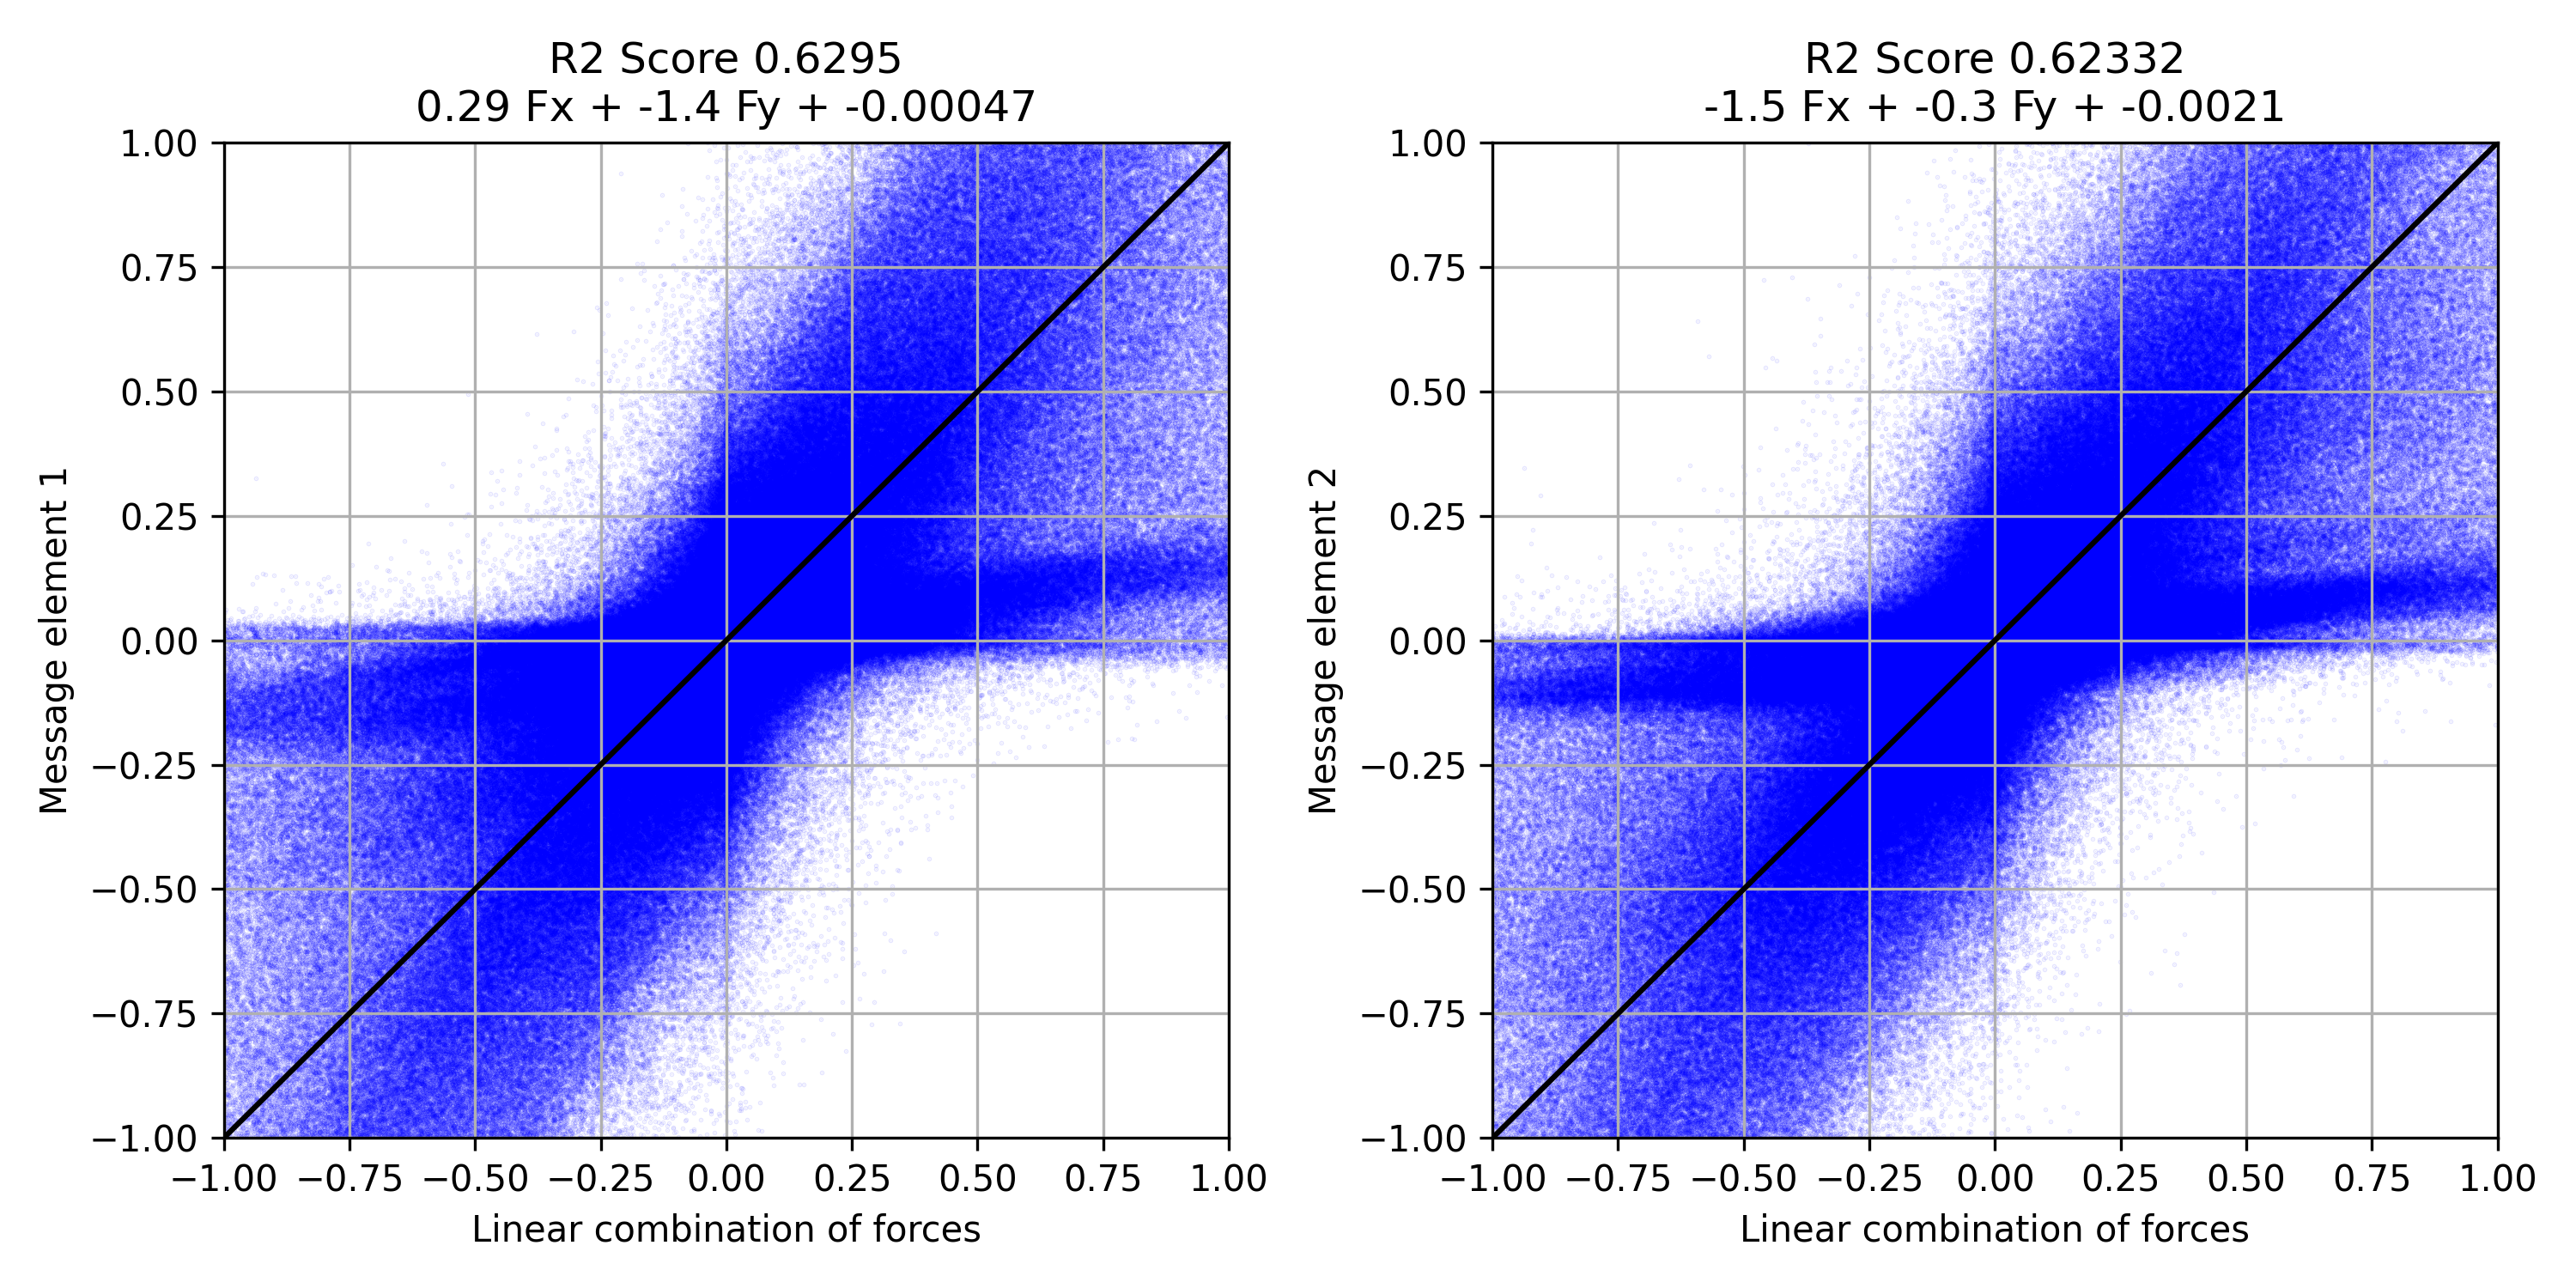 R2 Score 0.6295
0.29 Fx + -1.4 Fy + -0.00047
1.00
0.75
0.50
0.25
0.00
−0.25
−0.50
−0.75
−1.00
Message element 1
−1.00 −0.75 −0.50 −0.25 0.00 0.25 0.50 0.75 1.00
Linear combination of forces
R2 Score 0.62332
-1.5 Fx + -0.3 Fy + -0.0021
1.00
0.75
0.50
0.25
0.00
−0.25
−0.50
−0.75
−1.00
Message element 2
−1.00 −0.75 −0.50 −0.25 0.00 0.25 0.50 0.75 1.00
Linear combination of forces